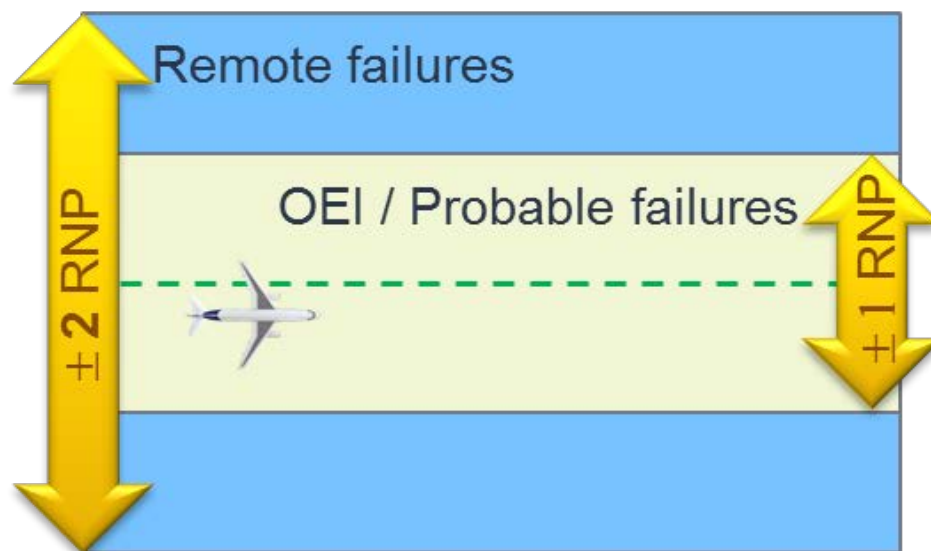 Remote failures
OEI / Probable failures
± 2 RNP
± 1 RNP